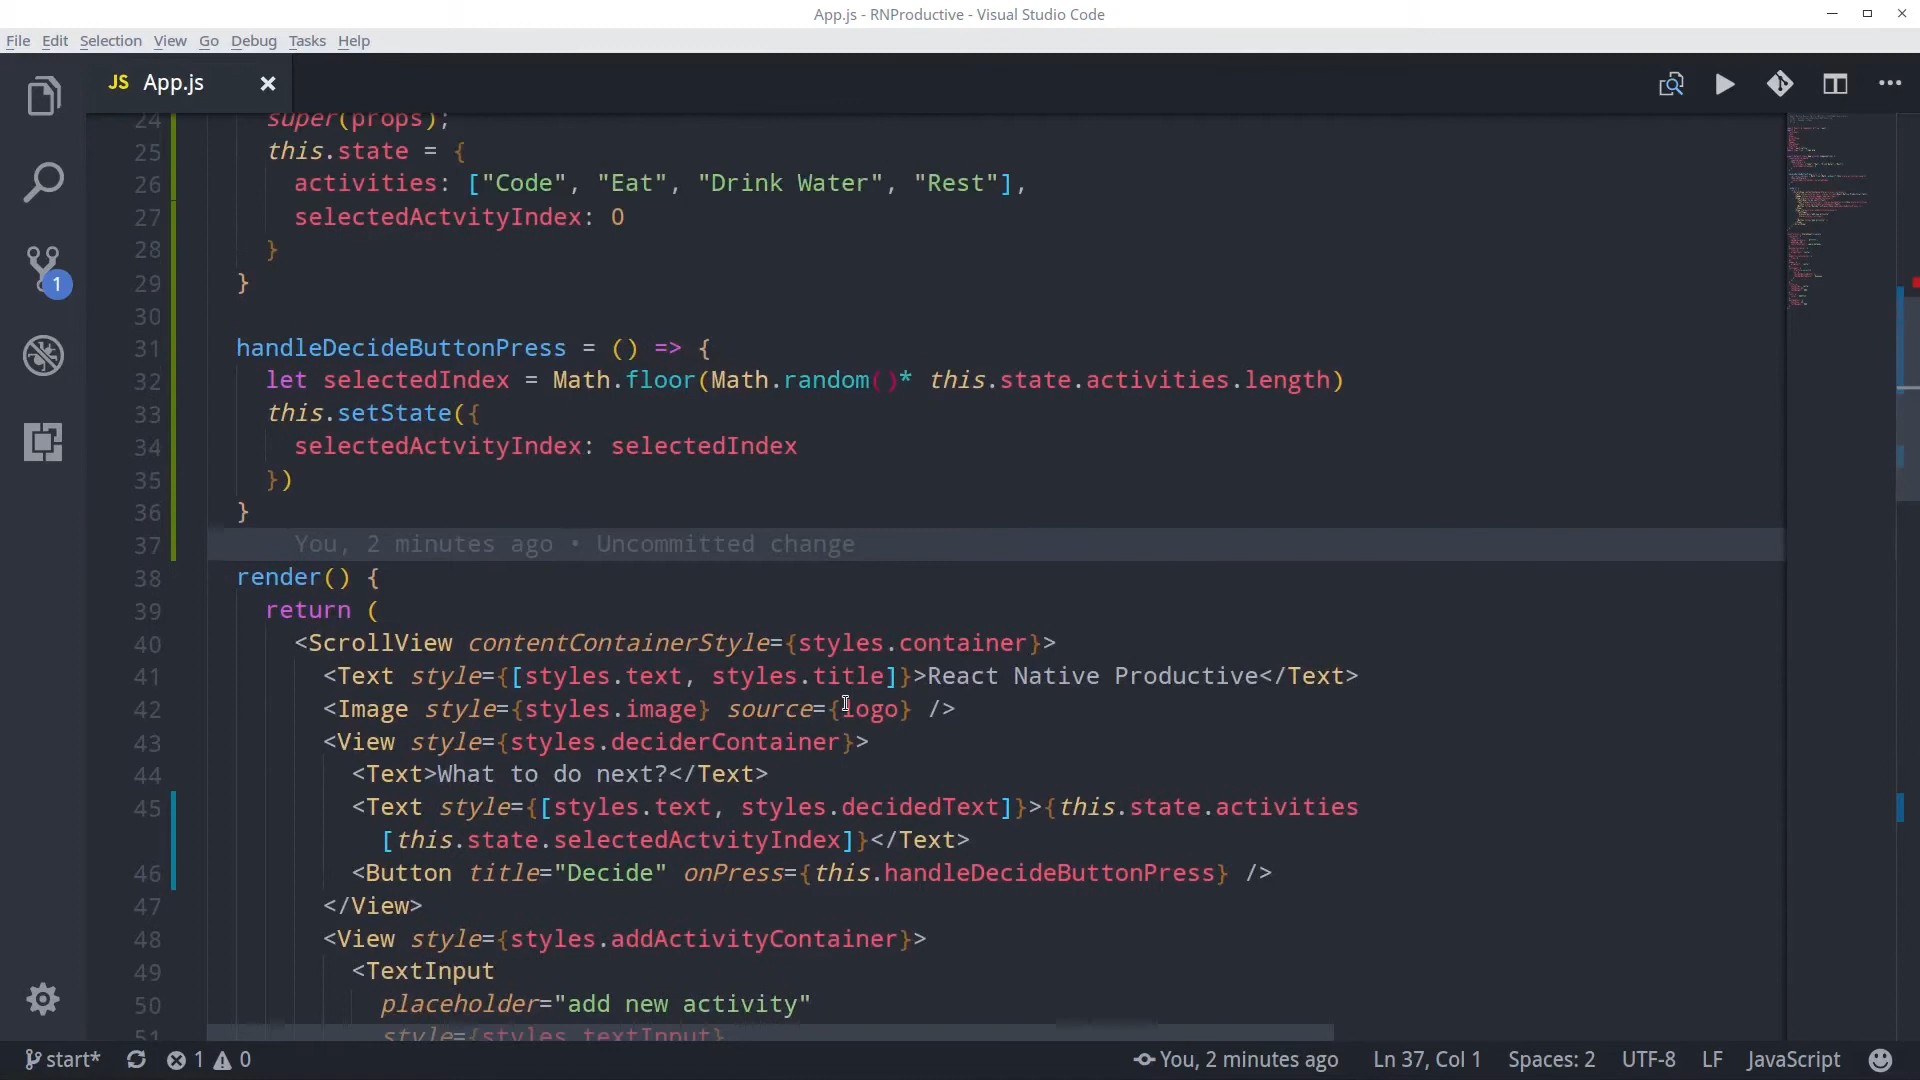 App.js - RNProductive - Visual Studio Code
File Edit Selection View Go Debug Tasks Help
JS App.js
24 super(props);
25 this.state = {
26 activities: ["Code", "Eat", "Drink Water", "Rest"],
27 selectedActvityIndex: 0
28 }
29 }
30
31 handleDecideButtonPress = () => {
32 let selectedIndex = Math.floor(Math.random()* this.state.activities.length)
33 this.setState({
34 selectedActvityIndex: selectedIndex
35 })
36 }
37 You, 2 minutes ago • Uncommitted change
38 render() {
39 return (
40 <ScrollView contentContainerStyle={styles.container}>
41 <Text style={[styles.text, styles.title]}>React Native Productive</Text>
42 <Image style={styles.image} source={logo} />
43 <View style={styles.deciderContainer}>
44 <Text>What to do next?</Text>
45 <Text style={[styles.text, styles.decidedText]}>{this.state.activities
[this.state.selectedActvityIndex]}</Text>
46 <Button title="Decide" onPress={this.handleDecideButtonPress} />
47 </View>
48 <View style={styles.addActivityContainer}>
49 <TextInput
50 placeholder="add new activity"
51 style={styles.textInput}
1
start* 1 0 You, 2 minutes ago Ln 37, Col 1 Spaces: 2 UTF-8 LF JavaScript